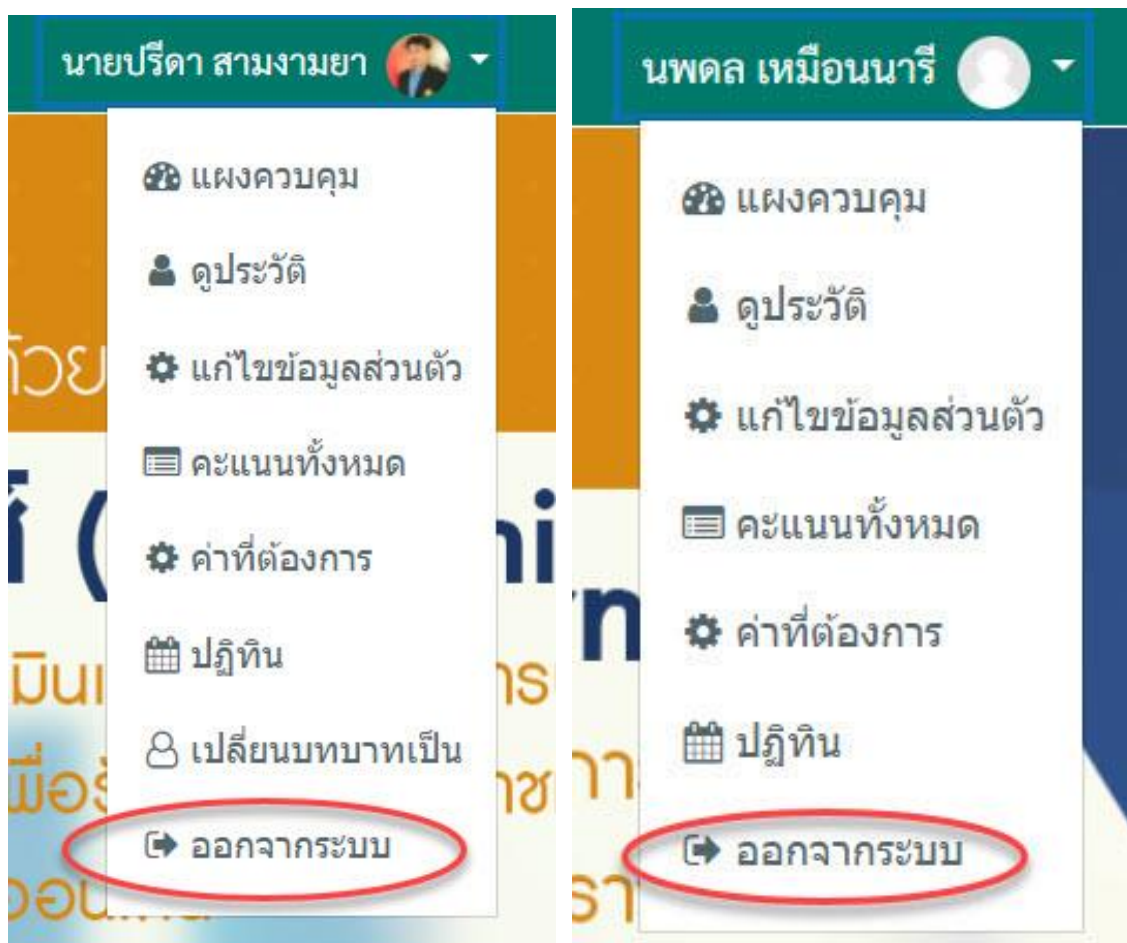 นายปรีดา สามงามยา
แผงควบคุม
ดูประวัติ
แก้ไขข้อมูลส่วนตัว
คะแนนทั้งหมด
ค่าที่ต้องการ
ปฏิทิน
เปลี่ยนบทบาทเป็น
ออกจากระบบ
นพดล เหมือนนารี
แผงควบคุม
ดูประวัติ
แก้ไขข้อมูลส่วนตัว
คะแนนทั้งหมด
ค่าที่ต้องการ
ปฏิทิน
ออกจากระบบ